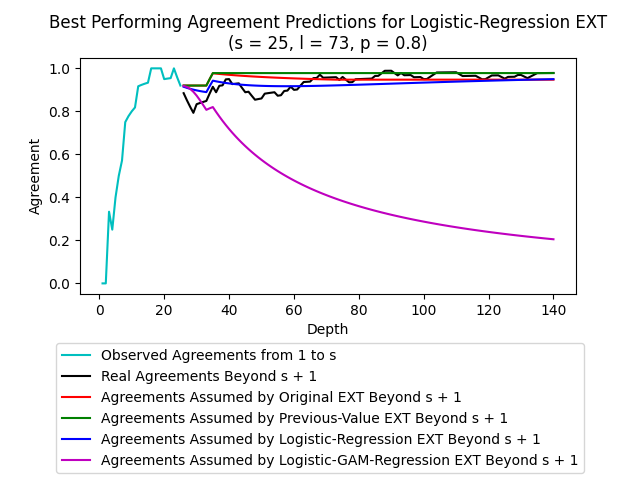 Best Performing Agreement Predictions for Logistic-Regression EXT
(s = 25, l = 73, p = 0.8)
1.0
0.8
0.6
0.4
0.2
0.0
Agreement
0 20 40 60 80 100 120 140
Depth
Observed Agreements from 1 to s
Real Agreements Beyond s + 1
Agreements Assumed by Original EXT Beyond s + 1
Agreements Assumed by Previous-Value EXT Beyond s + 1
Agreements Assumed by Logistic-Regression EXT Beyond s + 1
Agreements Assumed by Logistic-GAM-Regression EXT Beyond s + 1